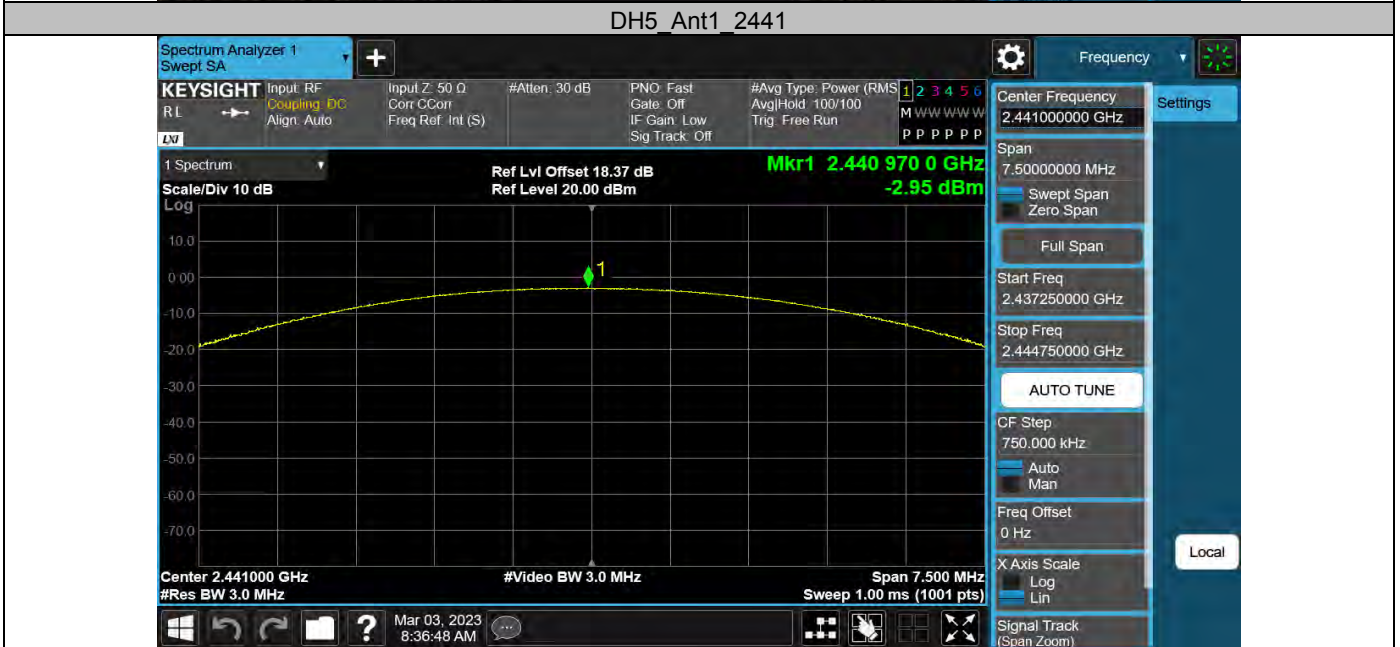 DH5_Ant1_2441
Spectrum Analyzer 1
Swept SA
Frequency
KEYSIGHT
RL
LXI
Input: RF
Coupling: DC
Align: Auto
Input Z: 50 Ω
Corr CCorr
Freq Ref: Int (S)
#Atten: 30 dB
PNO: Fast
Gate: Off
IF Gain: Low
Sig Track: Off
#Avg Type: Power (RMS
Avg|Hold: 100/100
Trig: Free Run
1 2 3 4 5 6
M W W W W W
P P P P P P
1 Spectrum
Scale/Div 10 dB
Log
Ref Lvl Offset 18.37 dB
Ref Level 20.00 dBm
Mkr1 2.440 970 0 GHz
-2.95 dBm
1
10.0
0.00
-10.0
-20.0
-30.0
-40.0
-50.0
-60.0
-70.0
Center 2.441000 GHz
#Res BW 3.0 MHz
#Video BW 3.0 MHz
Span 7.500 MHz
Sweep 1.00 ms (1001 pts)
Mar 03, 2023
8:36:48 AM
Center Frequency
2.441000000 GHz
Settings
Span
7.50000000 MHz
Swept Span
Zero Span
Full Span
Start Freq
2.437250000 GHz
Stop Freq
2.444750000 GHz
AUTO TUNE
CF Step
750.000 kHz
Auto
Man
Freq Offset
0 Hz
X Axis Scale
Log
Lin
Local
Signal Track
(Span Zoom)